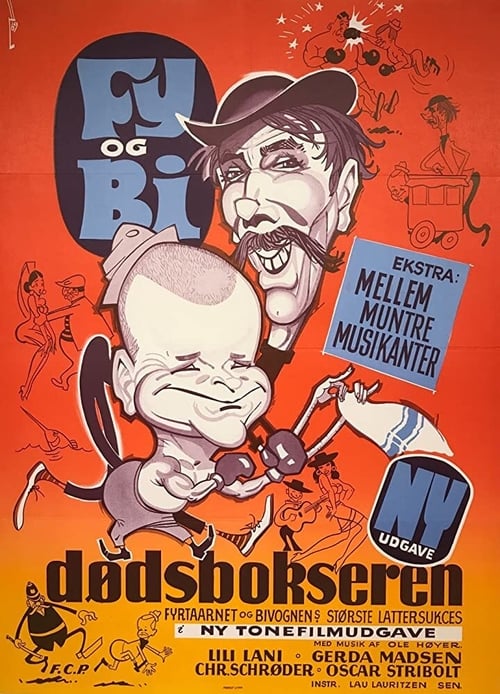 Fy
OG
Bi
EKSTRA:
MELLEM
MUNTRE
MUSIKANTER
NY
UDGAVE
dødsbokseren
FYRTAARNET OG BIVOGNENS STØRSTE LATTERSUKCES
i NY TONEFILMUDGAVE
MED MUSIK AF OLE HØYER.
LILI LANI - GERDA MADSEN
CHR. SCHRØDER - OSCAR STRIBOLT
INSTR. LAU LAURITZEN SEN.
F.C.P.